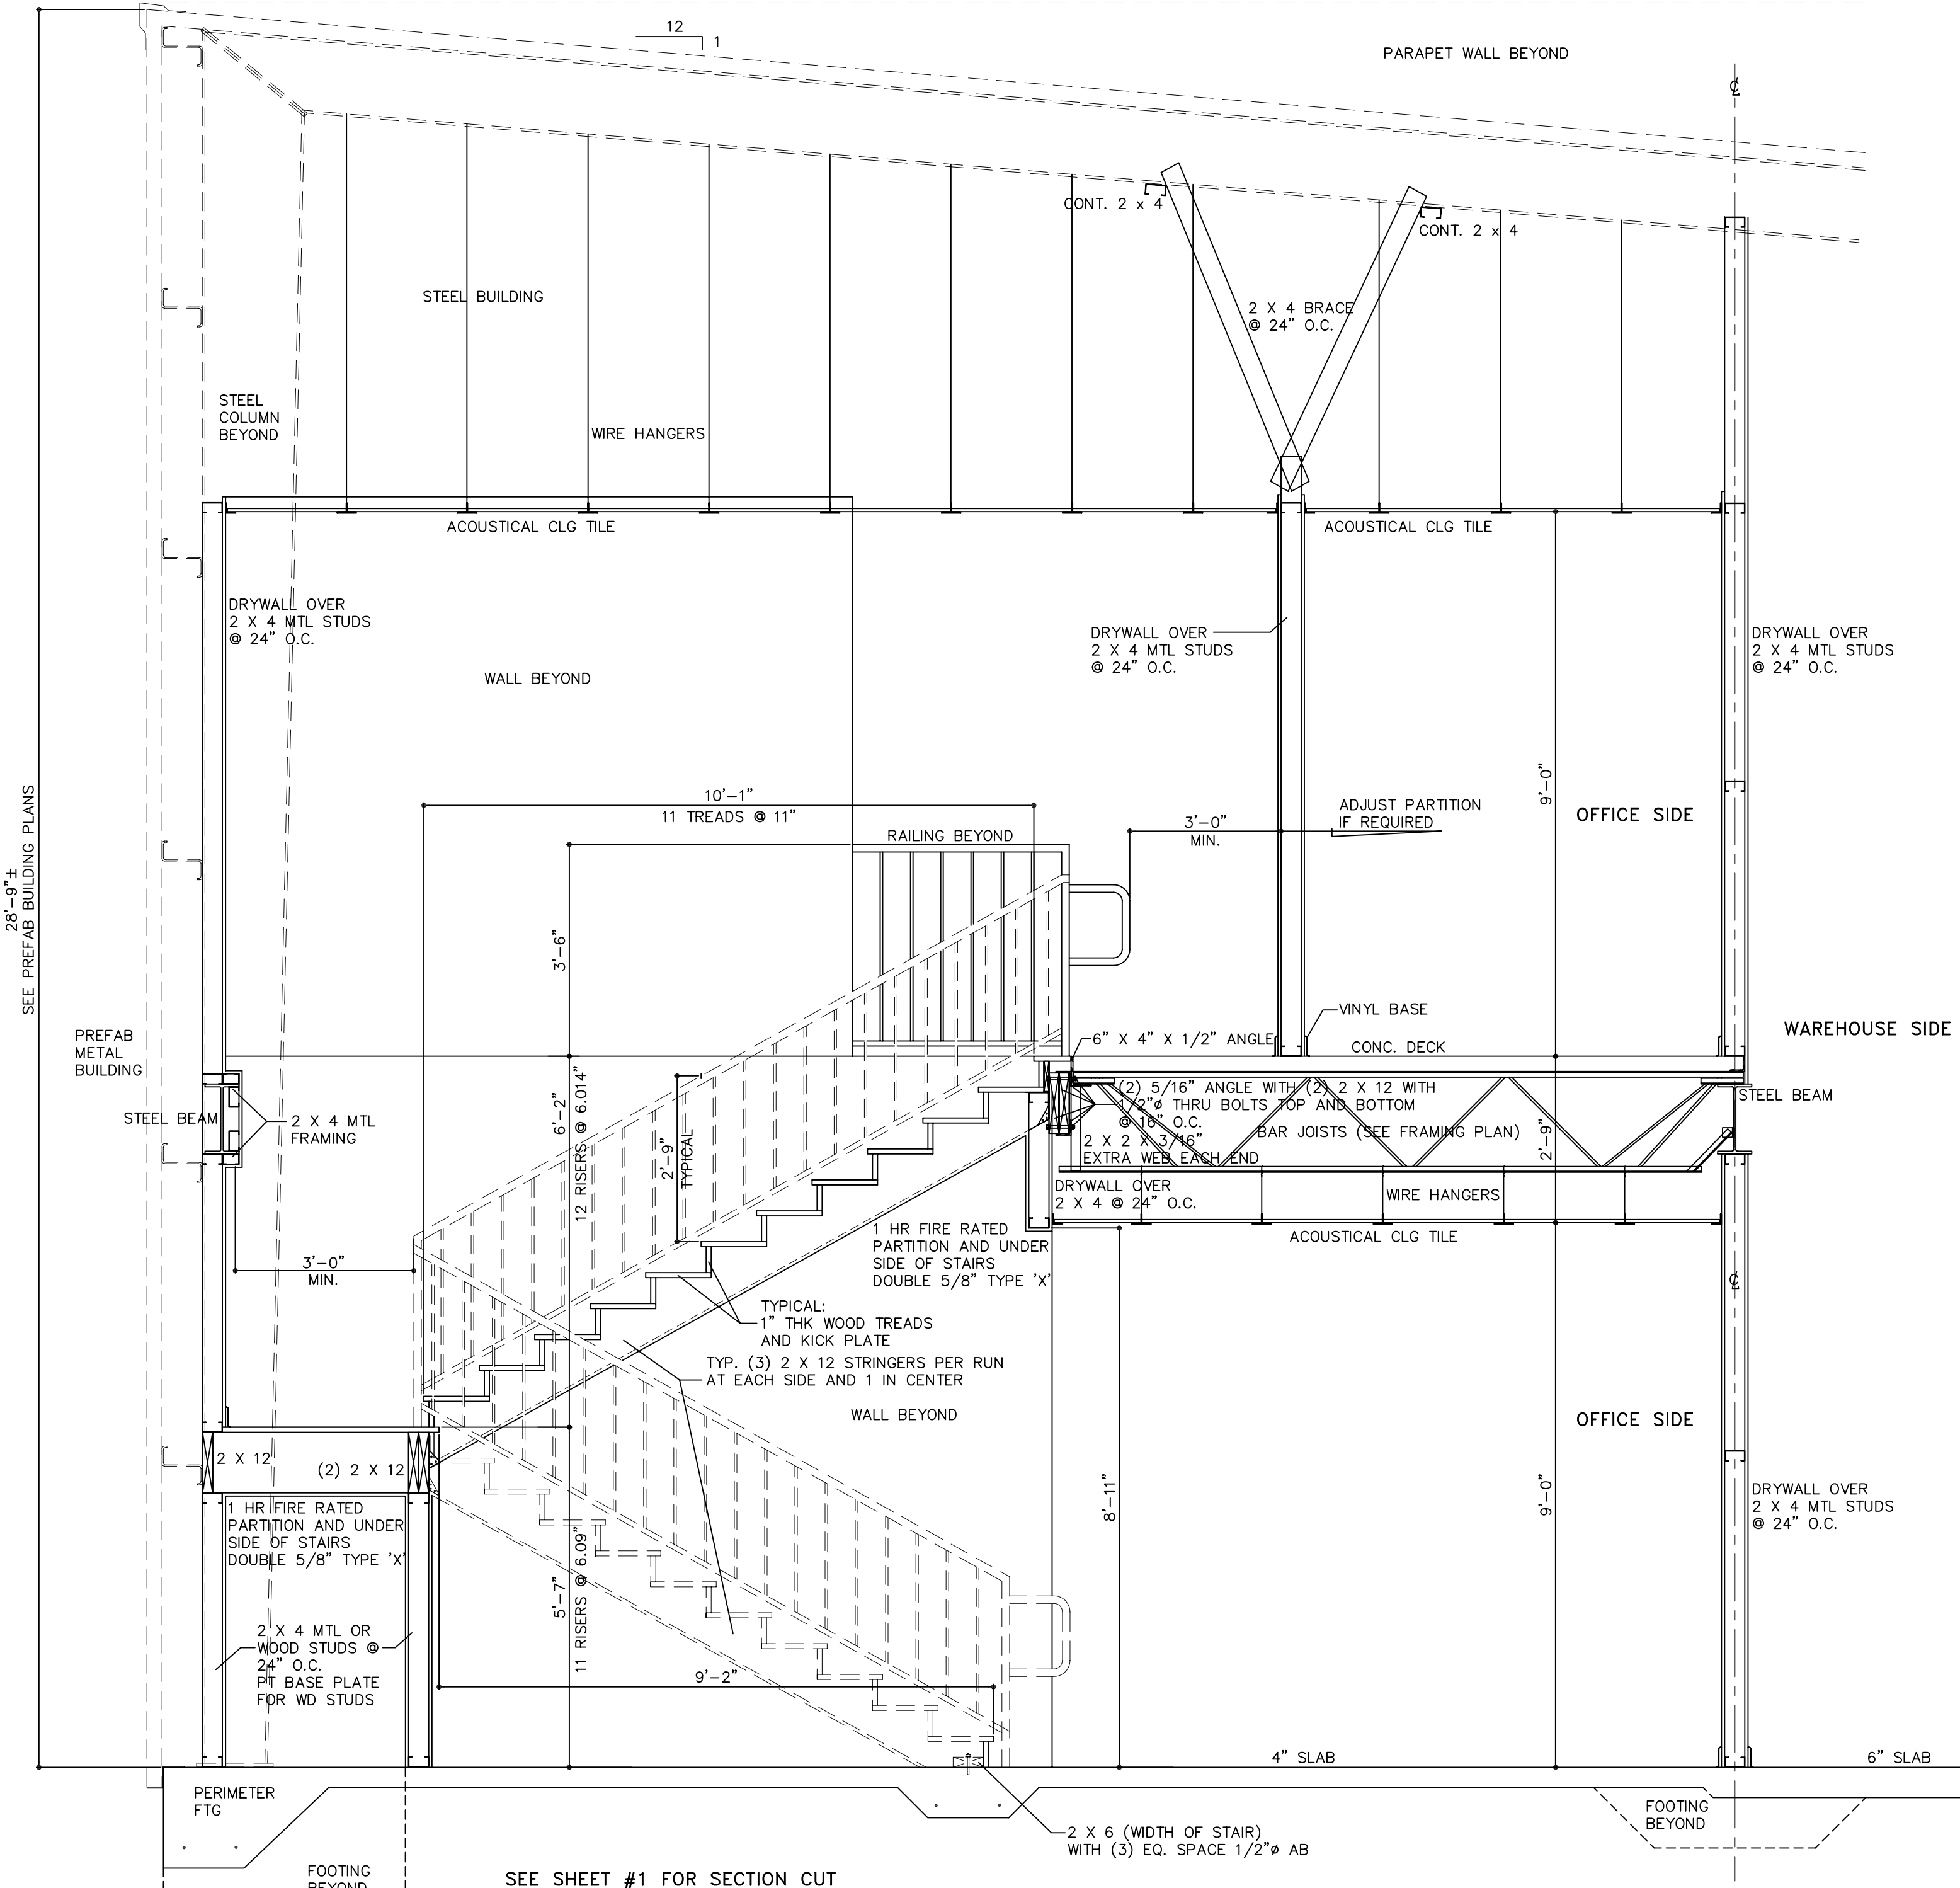 12
1
PARAPET WALL BEYOND
℄
CONT. 2 x 4
CONT. 2 x 4
STEEL BUILDING
2 X 4 BRACE
@ 24" O.C.
STEEL
COLUMN
BEYOND
WIRE HANGERS
ACOUSTICAL CLG TILE
ACOUSTICAL CLG TILE
DRYWALL OVER
2 X 4 MTL STUDS
@ 24" O.C.
DRYWALL OVER
2 X 4 MTL STUDS
@ 24" O.C.
DRYWALL OVER
2 X 4 MTL STUDS
@ 24" O.C.
WALL BEYOND
28'-9"±
SEE PREFAB BUILDING PLANS
10'-1"
11 TREADS @ 11"
9'-0"
ADJUST PARTITION
IF REQUIRED
OFFICE SIDE
3'-0"
MIN.
RAILING BEYOND
3'-6"
VINYL BASE
WAREHOUSE SIDE
PREFAB
METAL
BUILDING
6" X 4" X 1/2" ANGLE
CONC. DECK
STEEL BEAM
2 X 4 MTL
FRAMING
6'-2"
12 RISERS @ 6.014"
2'-9"
TYPICAL
(2) 5/16" ANGLE WITH (2) 2 X 12 WITH
1/2"ø THRU BOLTS TOP AND BOTTOM
@ 16" O.C.
STEEL BEAM
BAR JOISTS (SEE FRAMING PLAN)
2'-9"
2 X 2 X 3/16"
EXTRA WEB EACH END
DRYWALL OVER
2 X 4 @ 24" O.C.
WIRE HANGERS
ACOUSTICAL CLG TILE
1 HR FIRE RATED
PARTITION AND UNDER
SIDE OF STAIRS
DOUBLE 5/8" TYPE 'X'
3'-0"
MIN.
℄
TYPICAL:
1" THK WOOD TREADS
AND KICK PLATE
TYP. (3) 2 X 12 STRINGERS PER RUN
AT EACH SIDE AND 1 IN CENTER
WALL BEYOND
OFFICE SIDE
2 X 12
(2) 2 X 12
8'-11"
9'-0"
DRYWALL OVER
2 X 4 MTL STUDS
@ 24" O.C.
1 HR FIRE RATED
PARTITION AND UNDER
SIDE OF STAIRS
DOUBLE 5/8" TYPE 'X'
5'-7"
11 RISERS @ 6.09"
2 X 4 MTL OR
WOOD STUDS @
24" O.C.
PT BASE PLATE
FOR WD STUDS
9'-2"
4" SLAB
6" SLAB
PERIMETER
FTG
FOOTING
BEYOND
2 X 6 (WIDTH OF STAIR)
WITH (3) EQ. SPACE 1/2"ø AB
FOOTING
BEYOND
SEE SHEET #1 FOR SECTION CUT